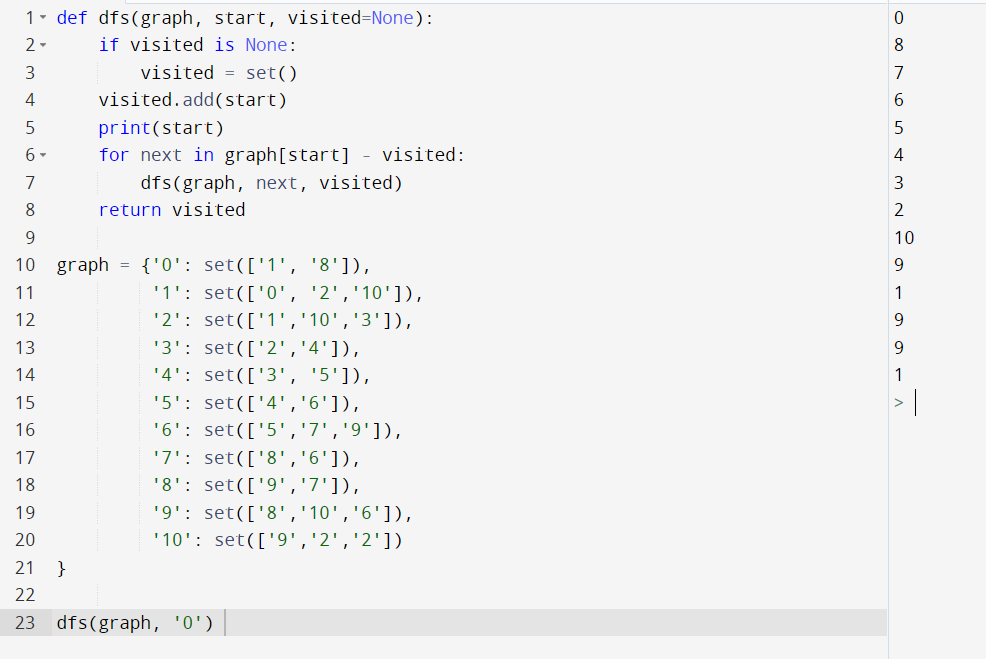 1 def dfs(graph, start, visited=None):
2     if visited is None:
3         visited = set()
4     visited.add(start)
5     print(start)
6     for next in graph[start] - visited:
7         dfs(graph, next, visited)
8     return visited
9
10 graph = {'0': set(['1', '8']),
11          '1': set(['0', '2','10']),
12          '2': set(['1','10','3']),
13          '3': set(['2','4']),
14          '4': set(['3', '5']),
15          '5': set(['4','6']),
16          '6': set(['5','7','9']),
17          '7': set(['8','6']),
18          '8': set(['9','7']),
19          '9': set(['8','10','6']),
20          '10': set(['9','2','2'])
21 }
22
23 dfs(graph, '0')
0
8
7
6
5
4
3
2
10
9
1
9
9
1
>